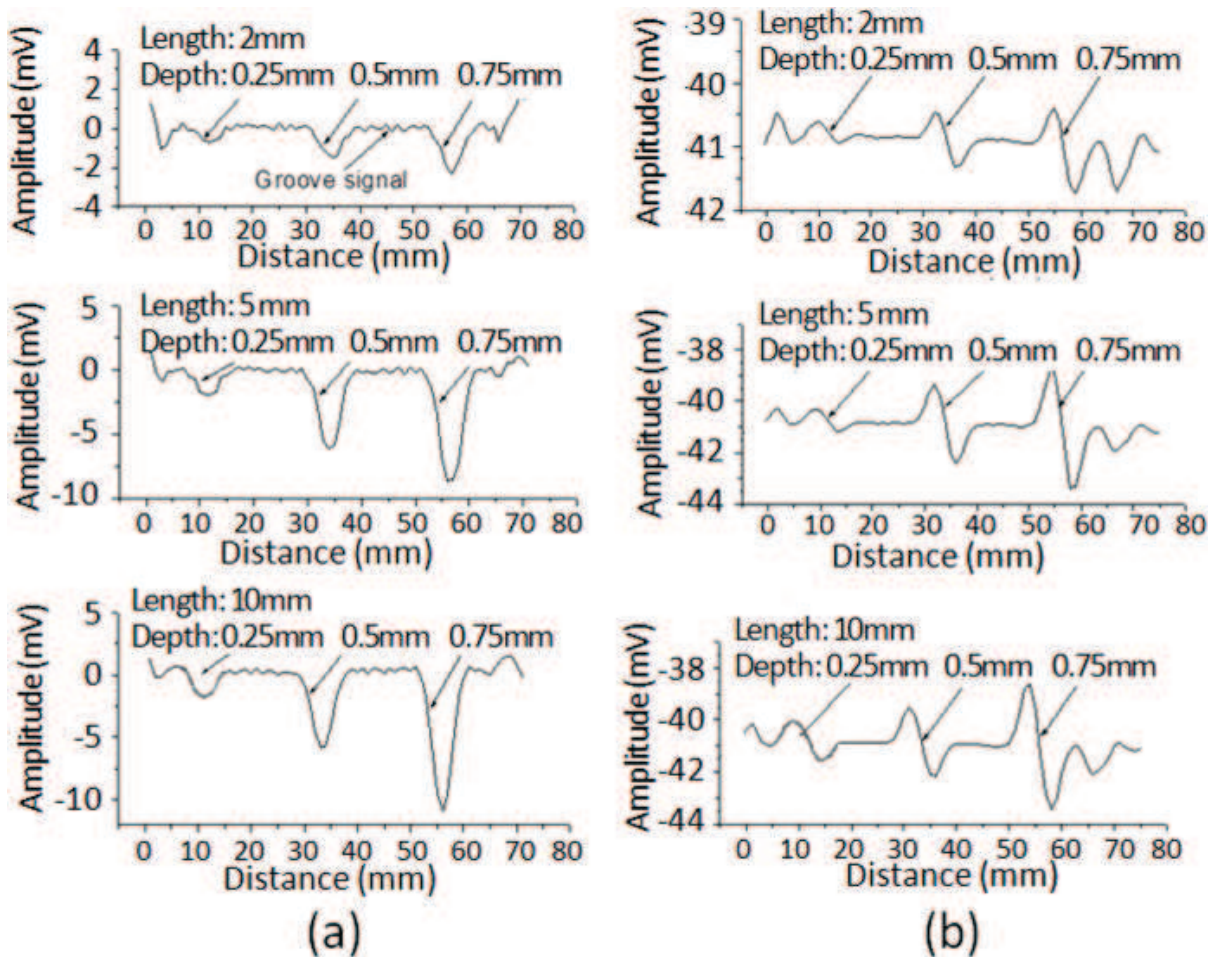 Length: 2mm
Depth: 0.25mm 0.5mm 0.75mm
Groove signal
Amplitude (mV)
4
2
0
-2
-4
0 10 20 30 40 50 60 70 80
Distance (mm)
Length: 2mm
Depth: 0.25mm 0.5mm 0.75mm
Amplitude (mV)
-39
-40
-41
-42
0 10 20 30 40 50 60 70 80
Distance (mm)
Length: 5mm
Depth: 0.25mm 0.5mm 0.75mm
Amplitude (mV)
5
0
-5
-10
0 10 20 30 40 50 60 70 80
Distance (mm)
Length: 5mm
Depth: 0.25mm 0.5mm 0.75mm
Amplitude (mV)
-38
-40
-42
-44
0 10 20 30 40 50 60 70 80
Distance (mm)
Length: 10mm
Depth: 0.25mm 0.5mm 0.75mm
Amplitude (mV)
5
0
-5
-10
0 10 20 30 40 50 60 70 80
Distance (mm)
Length: 10mm
Depth: 0.25mm 0.5mm 0.75mm
Amplitude (mV)
-38
-40
-42
-44
0 10 20 30 40 50 60 70 80
Distance (mm)
(a)
(b)